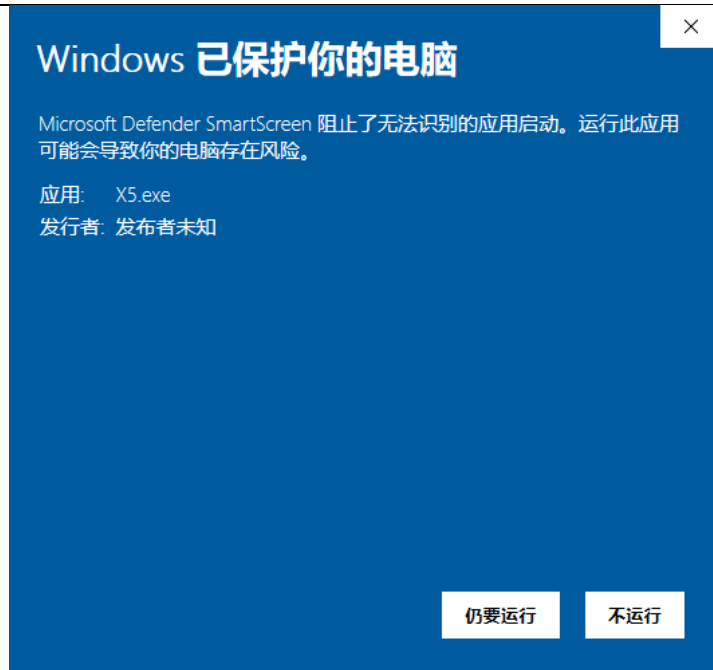 Windows 已保护你的电脑
Microsoft Defender SmartScreen 阻止了无法识别的应用启动。运行此应用
可能会导致你的电脑存在风险。
应用: X5.exe
发行者: 发布者未知
仍要运行 不运行